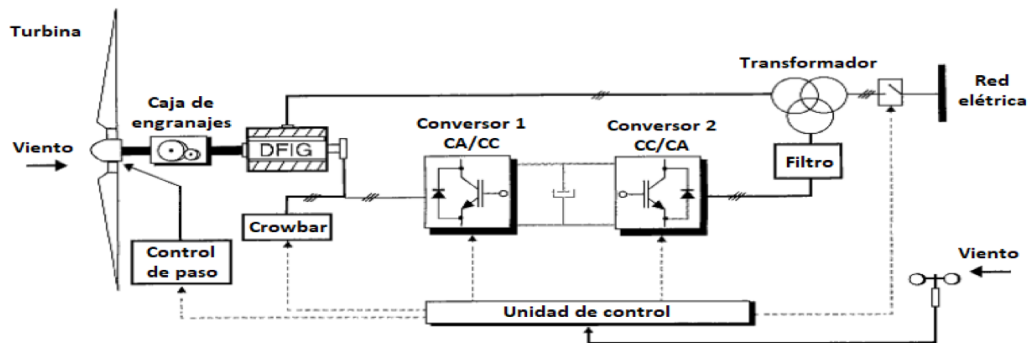 Turbina
Transformador
Red
elétrica
Caja de
engranajes
Conversor 1
CA/CC
Conversor 2
CC/CA
Viento
DFIG
Filtro
Crowbar
Control
de paso
Viento
Unidad de control